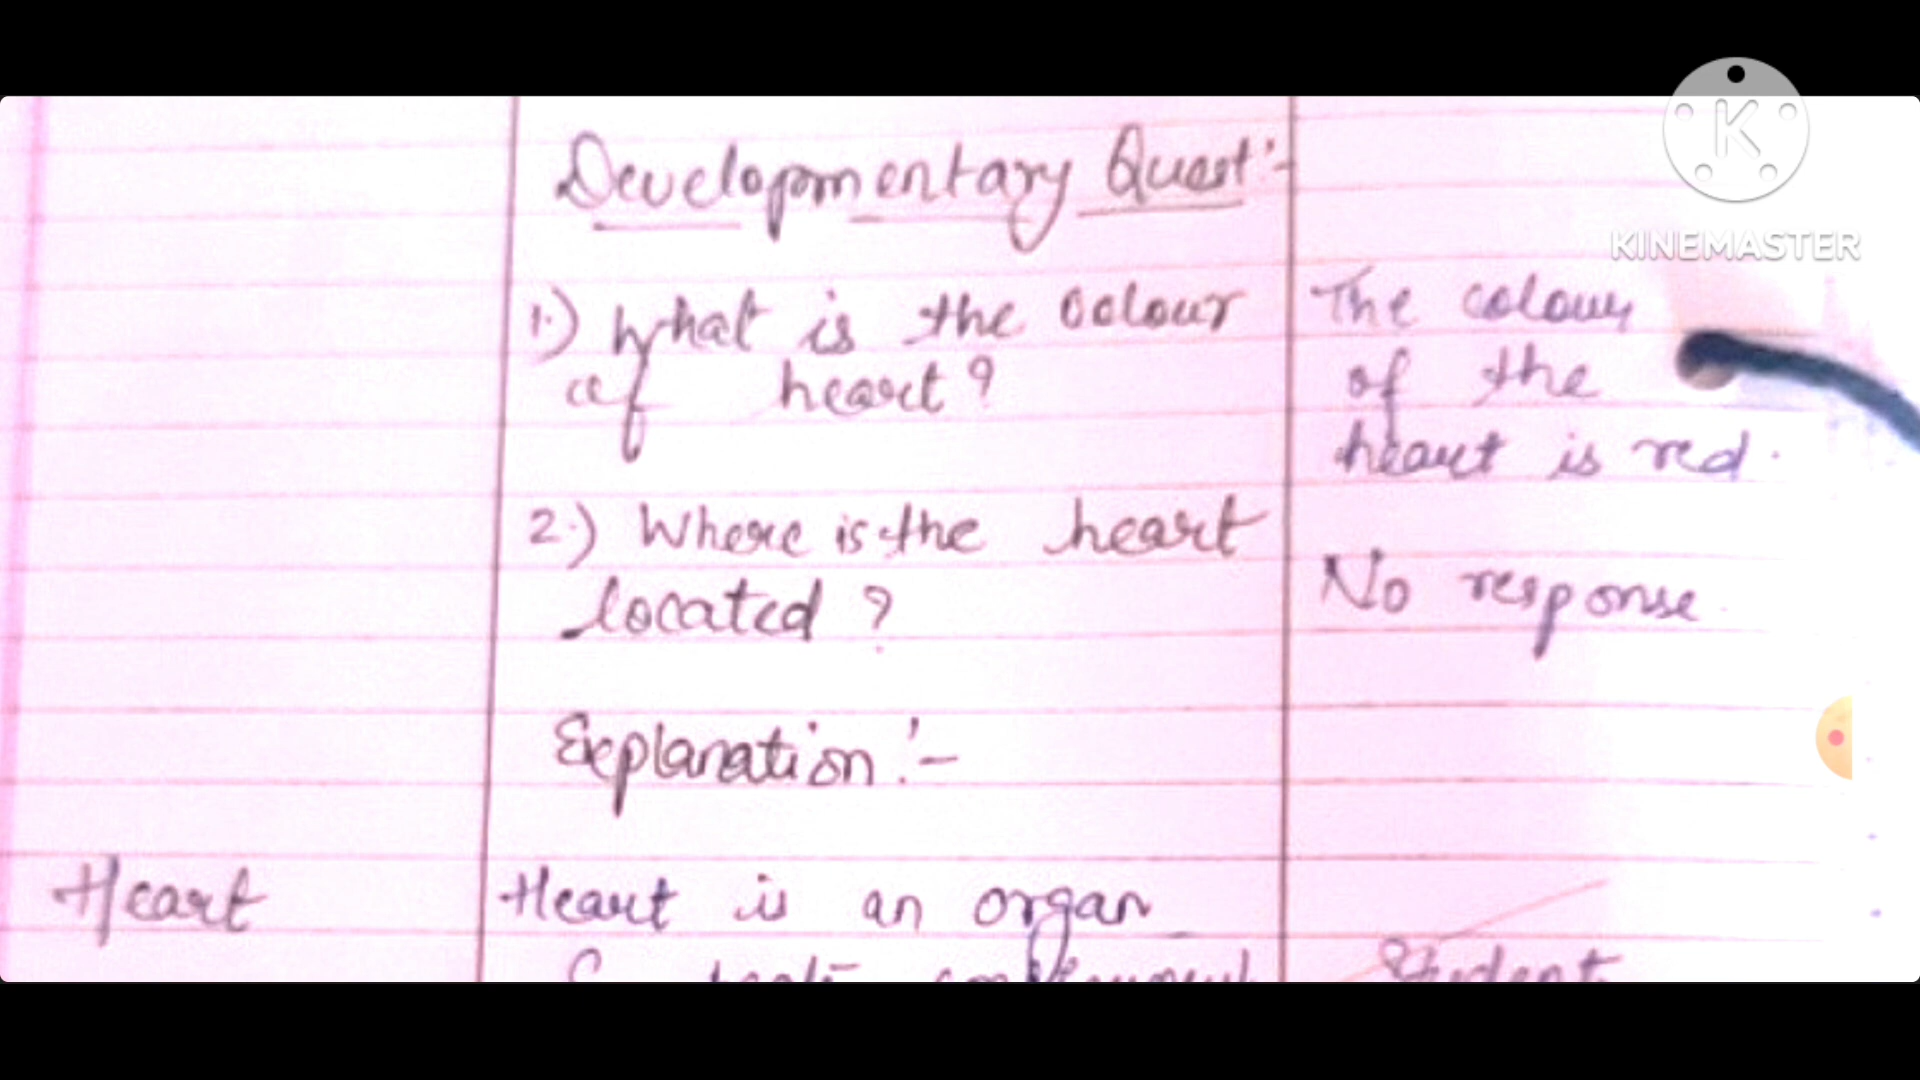 Developmentary Quest:-
K
KINEMASTER
1.) What is the colour
of heart?
The colour
of the
heart is red.
2.) Where is the heart
located?
No response
Explanation:-
Heart
Heart is an organ
Student